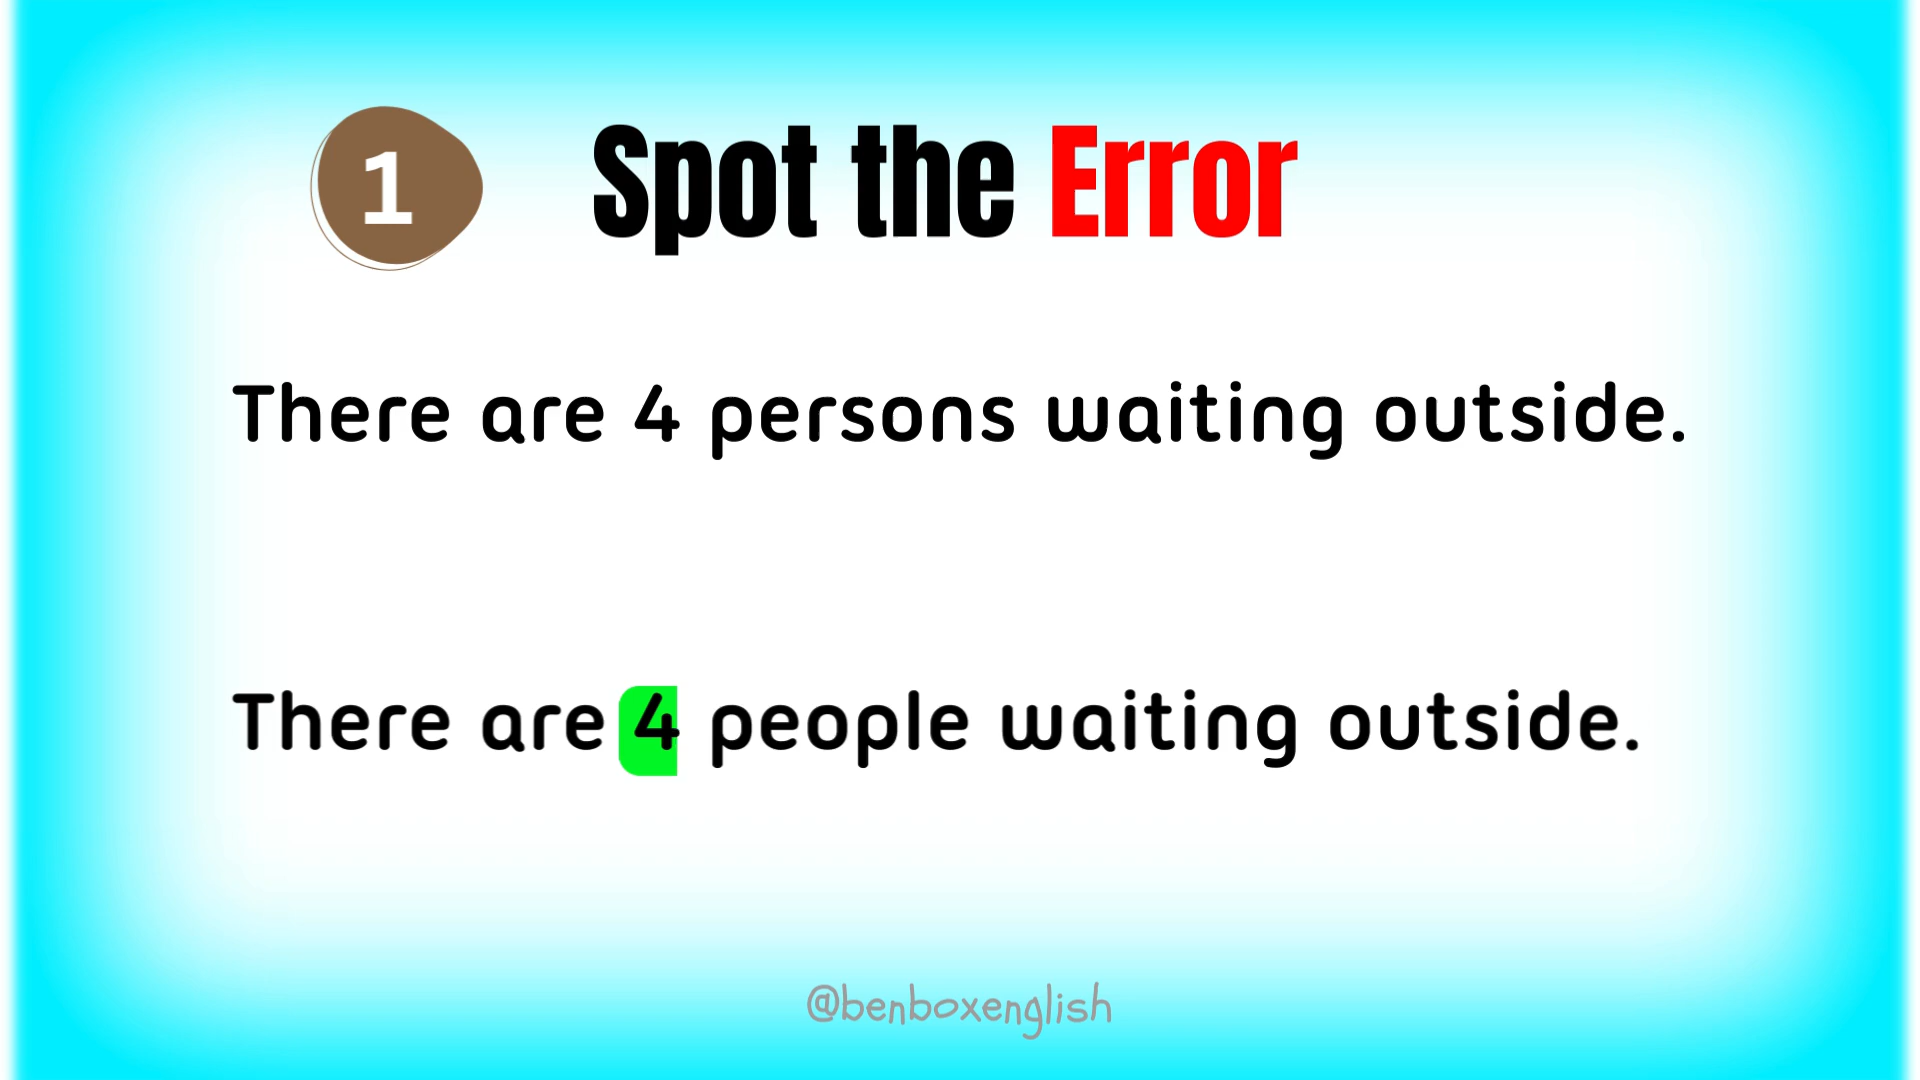 1
Spot the Error
There are 4 persons waiting outside.
There are 4 people waiting outside.
@benboxenglish